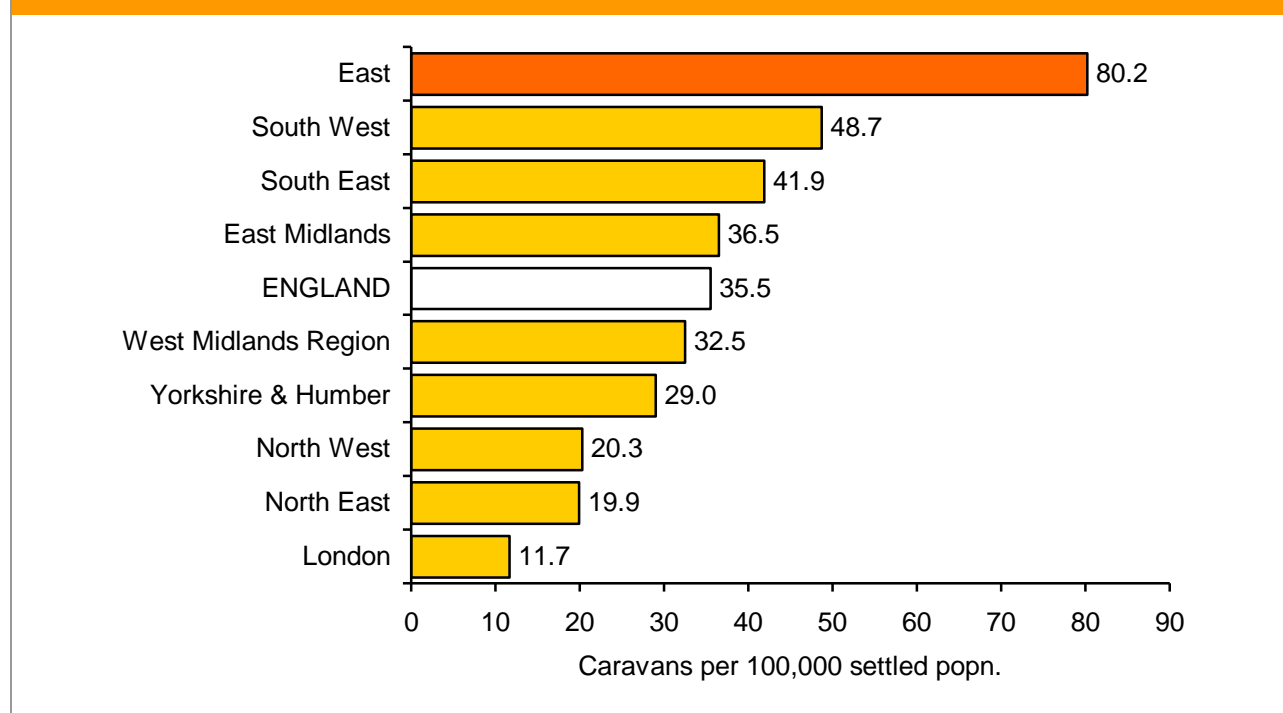 East 80.2
South West 48.7
South East 41.9
East Midlands 36.5
ENGLAND 35.5
West Midlands Region 32.5
Yorkshire & Humber 29.0
North West 20.3
North East 19.9
London 11.7
0 10 20 30 40 50 60 70 80 90
Caravans per 100,000 settled popn.